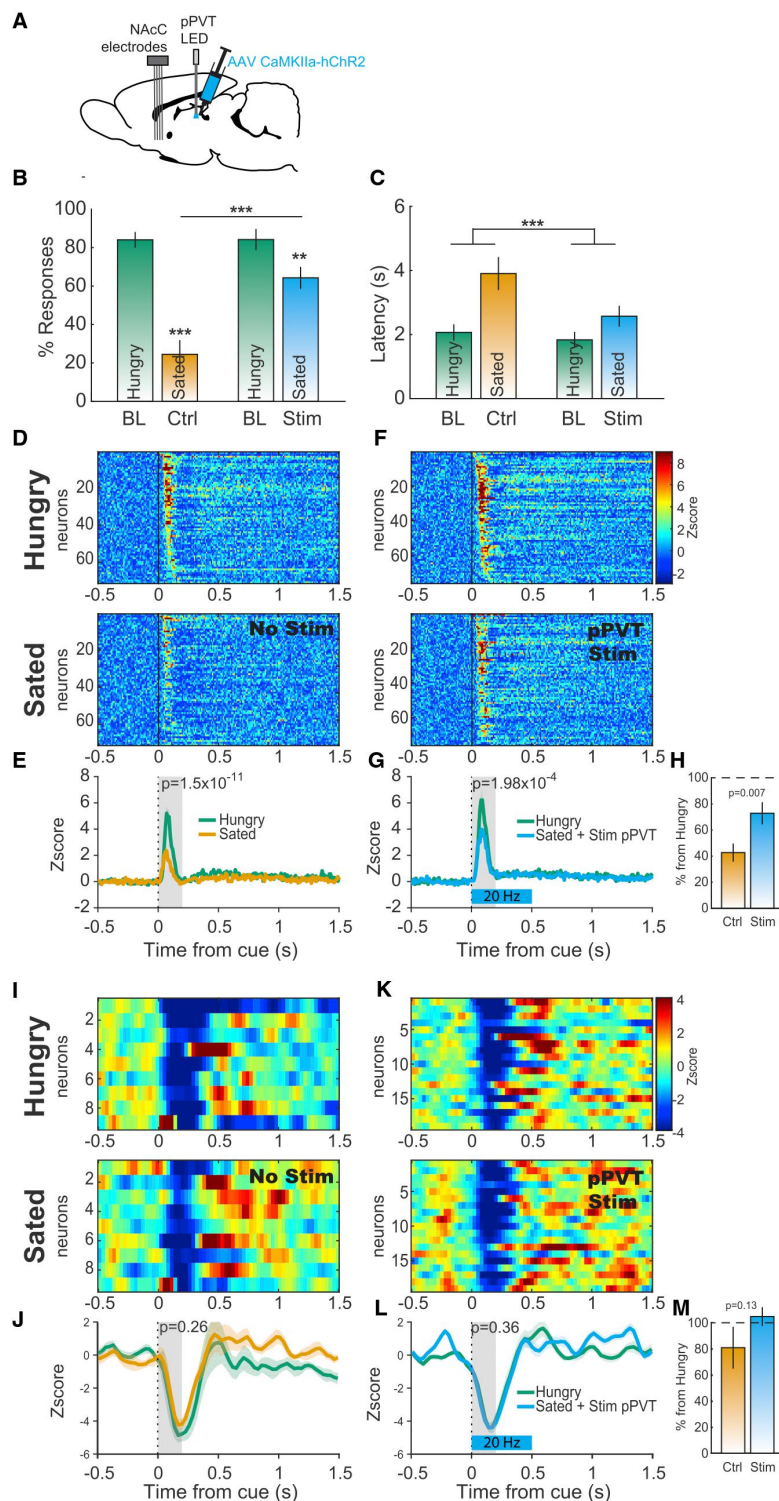 A
NAcC
electrodes
pPVT
LED
AAV CaMKIIa-hChR2
B
% Responses
100
80
60
40
20
0
***
***
**
Hungry
Sated
Hungry
Sated
BL
Ctrl
BL
Stim
C
Latency (s)
6
4
2
0
***
Hungry
Sated
Hungry
Sated
BL
Ctrl
BL
Stim
D
Hungry
neurons
20
40
60
-0.5 0 0.5 1 1.5
F
neurons
20
40
60
-0.5 0 0.5 1 1.5
8
6
4
2
0
-2
Zscore
Sated
neurons
20
40
60
No Stim
-0.5 0 0.5 1 1.5
neurons
20
40
60
pPVT
Stim
-0.5 0 0.5 1 1.5
E
Zscore
8
6
4
2
0
-2
p=1.5x10-11
Hungry
Sated
-0.5 0 0.5 1 1.5
Time from cue (s)
G
Zscore
8
6
4
2
0
-2
p=1.98x10-4
Hungry
Sated + Stim pPVT
20 Hz
-0.5 0 0.5 1 1.5
Time from cue (s)
H
% from Hungry
100
80
60
40
20
0
p=0.007
Ctrl Stim
I
Hungry
neurons
2
4
6
8
-0.5 0 0.5 1 1.5
K
neurons
5
10
15
-0.5 0 0.5 1 1.5
4
2
0
-2
-4
Zscore
Sated
neurons
2
4
6
8
No Stim
-0.5 0 0.5 1 1.5
neurons
5
10
15
pPVT
Stim
-0.5 0 0.5 1 1.5
J
Zscore
2
0
-2
-4
-6
p=0.26
-0.5 0 0.5 1 1.5
Time from cue (s)
L
Zscore
2
0
-2
-4
-6
p=0.36
Hungry
Sated + Stim pPVT
20 Hz
-0.5 0 0.5 1 1.5
Time from cue (s)
M
% from Hungry
100
80
60
40
20
0
p=0.13
Ctrl Stim